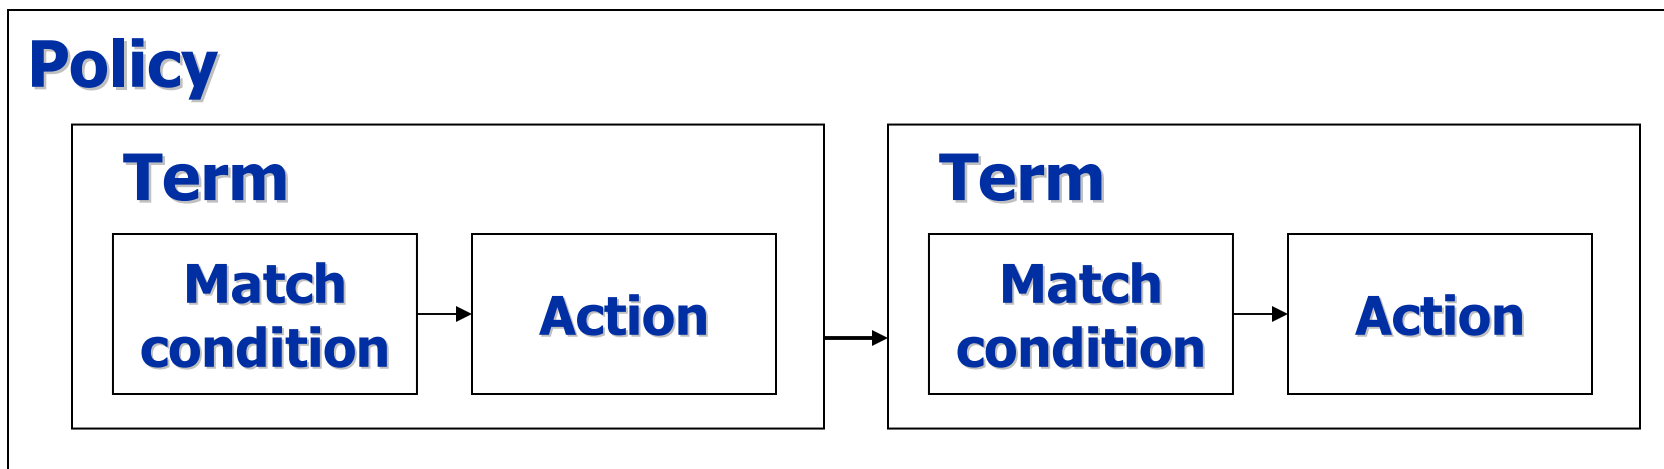 Policy
Term
Match
condition
Action
Term
Match
condition
Action